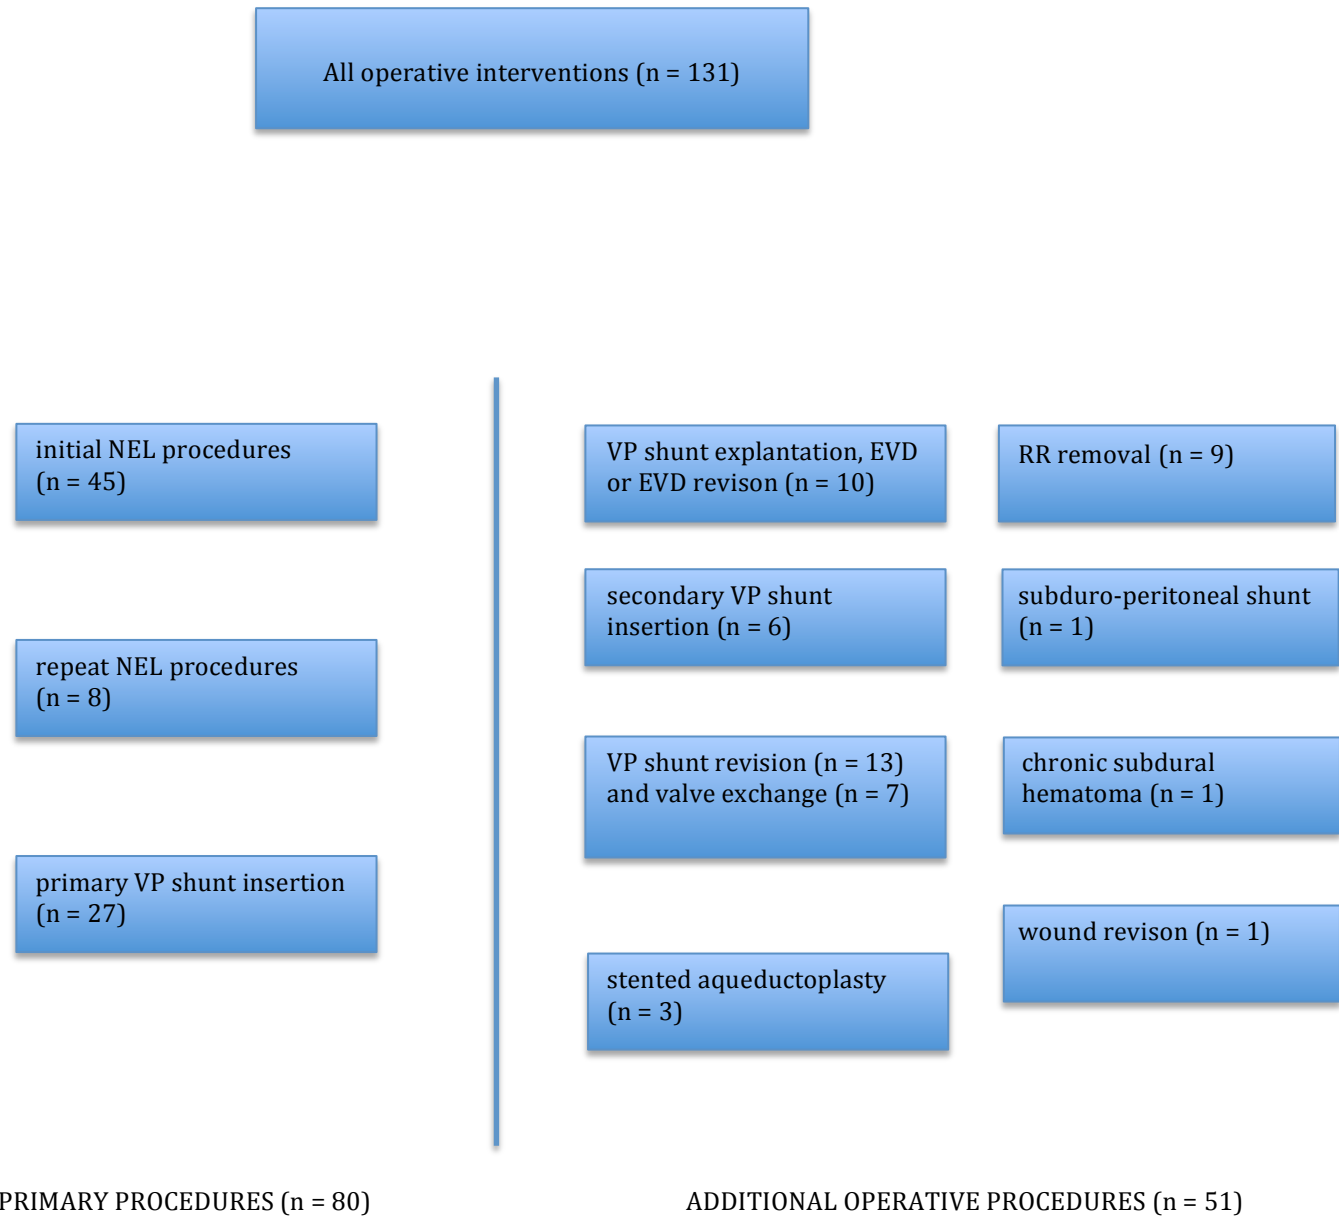 All operative interventions (n = 131)
initial NEL procedures
(n = 45)
repeat NEL procedures
(n = 8)
primary VP shunt insertion
(n = 27)
VP shunt explantation, EVD
or EVD revison (n = 10)
RR removal (n = 9)
secondary VP shunt
insertion (n = 6)
subduro-peritoneal shunt
(n = 1)
VP shunt revision (n = 13)
and valve exchange (n = 7)
chronic subdural
hematoma (n = 1)
wound revison (n = 1)
stented aqueductoplasty
(n = 3)
PRIMARY PROCEDURES (n = 80)
ADDITIONAL OPERATIVE PROCEDURES (n = 51)